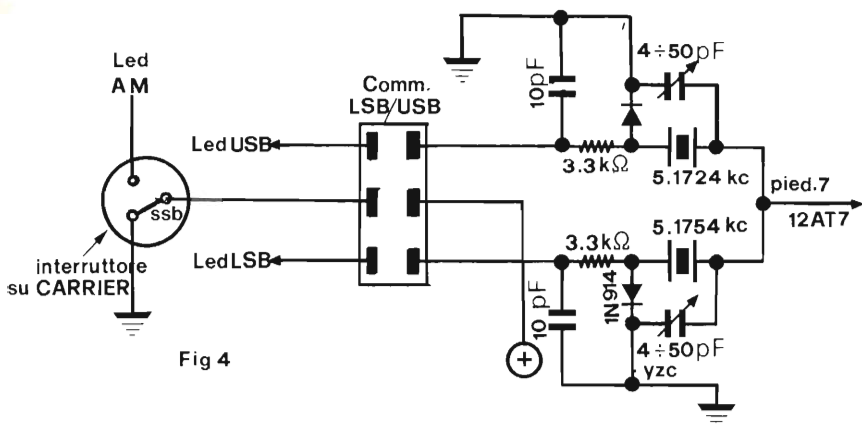 Led
AM
Comm.
LSB/USB
10pF
4÷50pF
Led USB
3.3kΩ
5.1724 kc
pied.7
12AT7
ssb
interruttore
su CARRIER
Led LSB
3.3kΩ
5.1754 kc
1N914
10 pF
4÷50pF
yzc
+
Fig 4